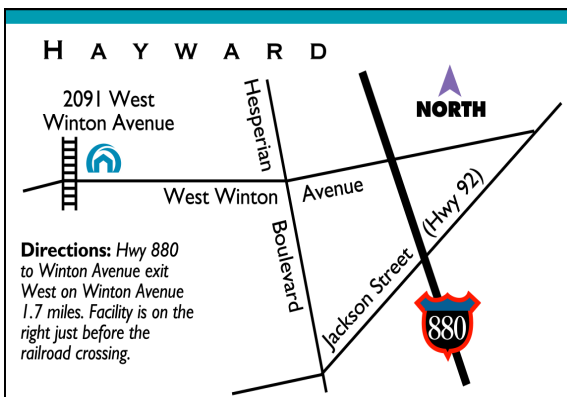 HAYWARD
2091 West
Winton Avenue
Hesperian
Boulevard
NORTH
West Winton Avenue
Jackson Street (Hwy 92)
880
Directions: Hwy 880
to Winton Avenue exit
West on Winton Avenue
1.7 miles. Facility is on the
right just before the
railroad crossing.